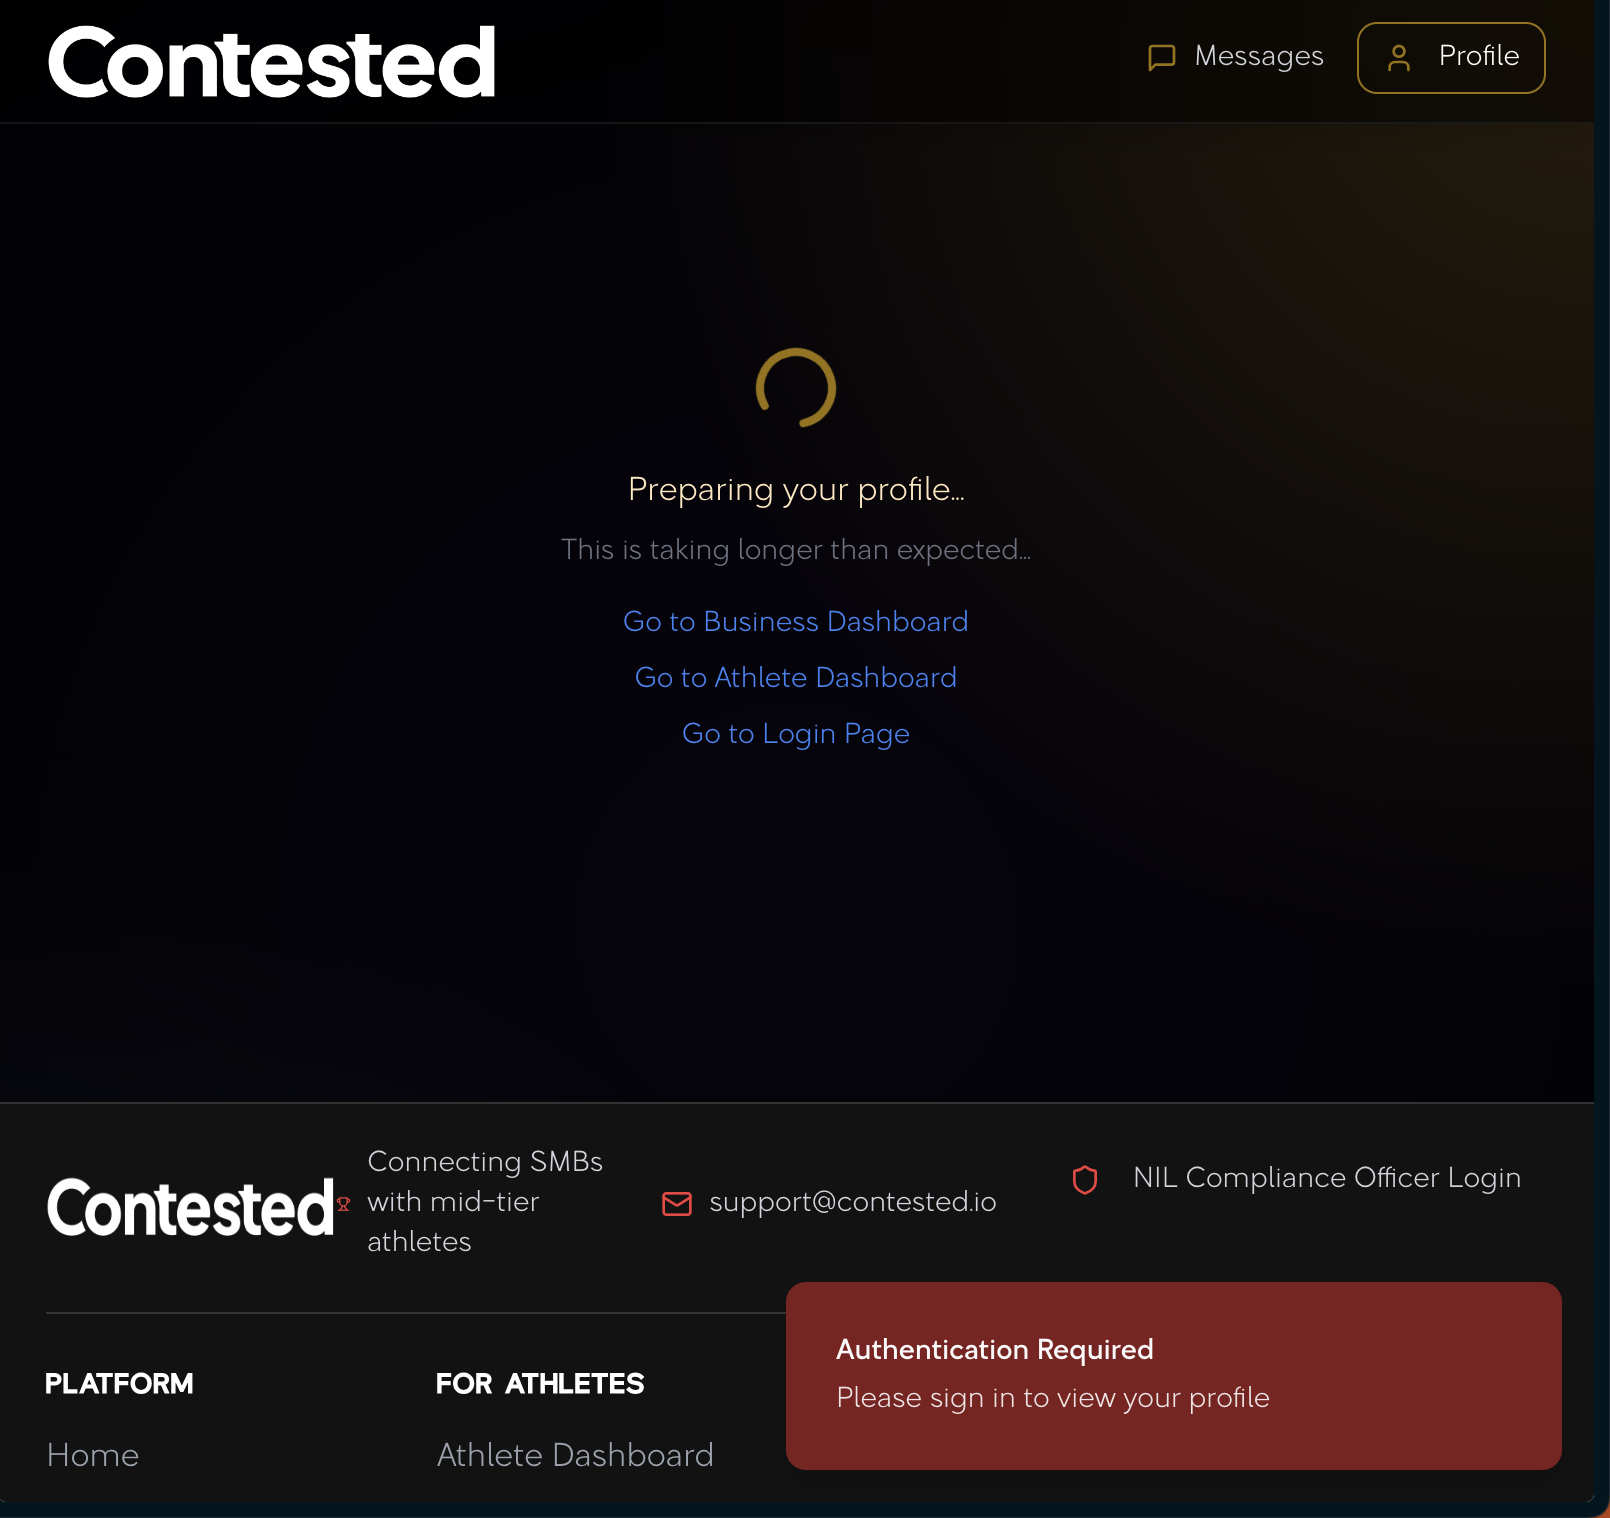 Contested
Messages
Profile
Preparing your profile...
This is taking longer than expected...
Go to Business Dashboard
Go to Athlete Dashboard
Go to Login Page
Contested
Connecting SMBs
with mid-tier
athletes
support@contested.io
NIL Compliance Officer Login
PLATFORM
FOR ATHLETES
Home
Athlete Dashboard
Authentication Required
Please sign in to view your profile